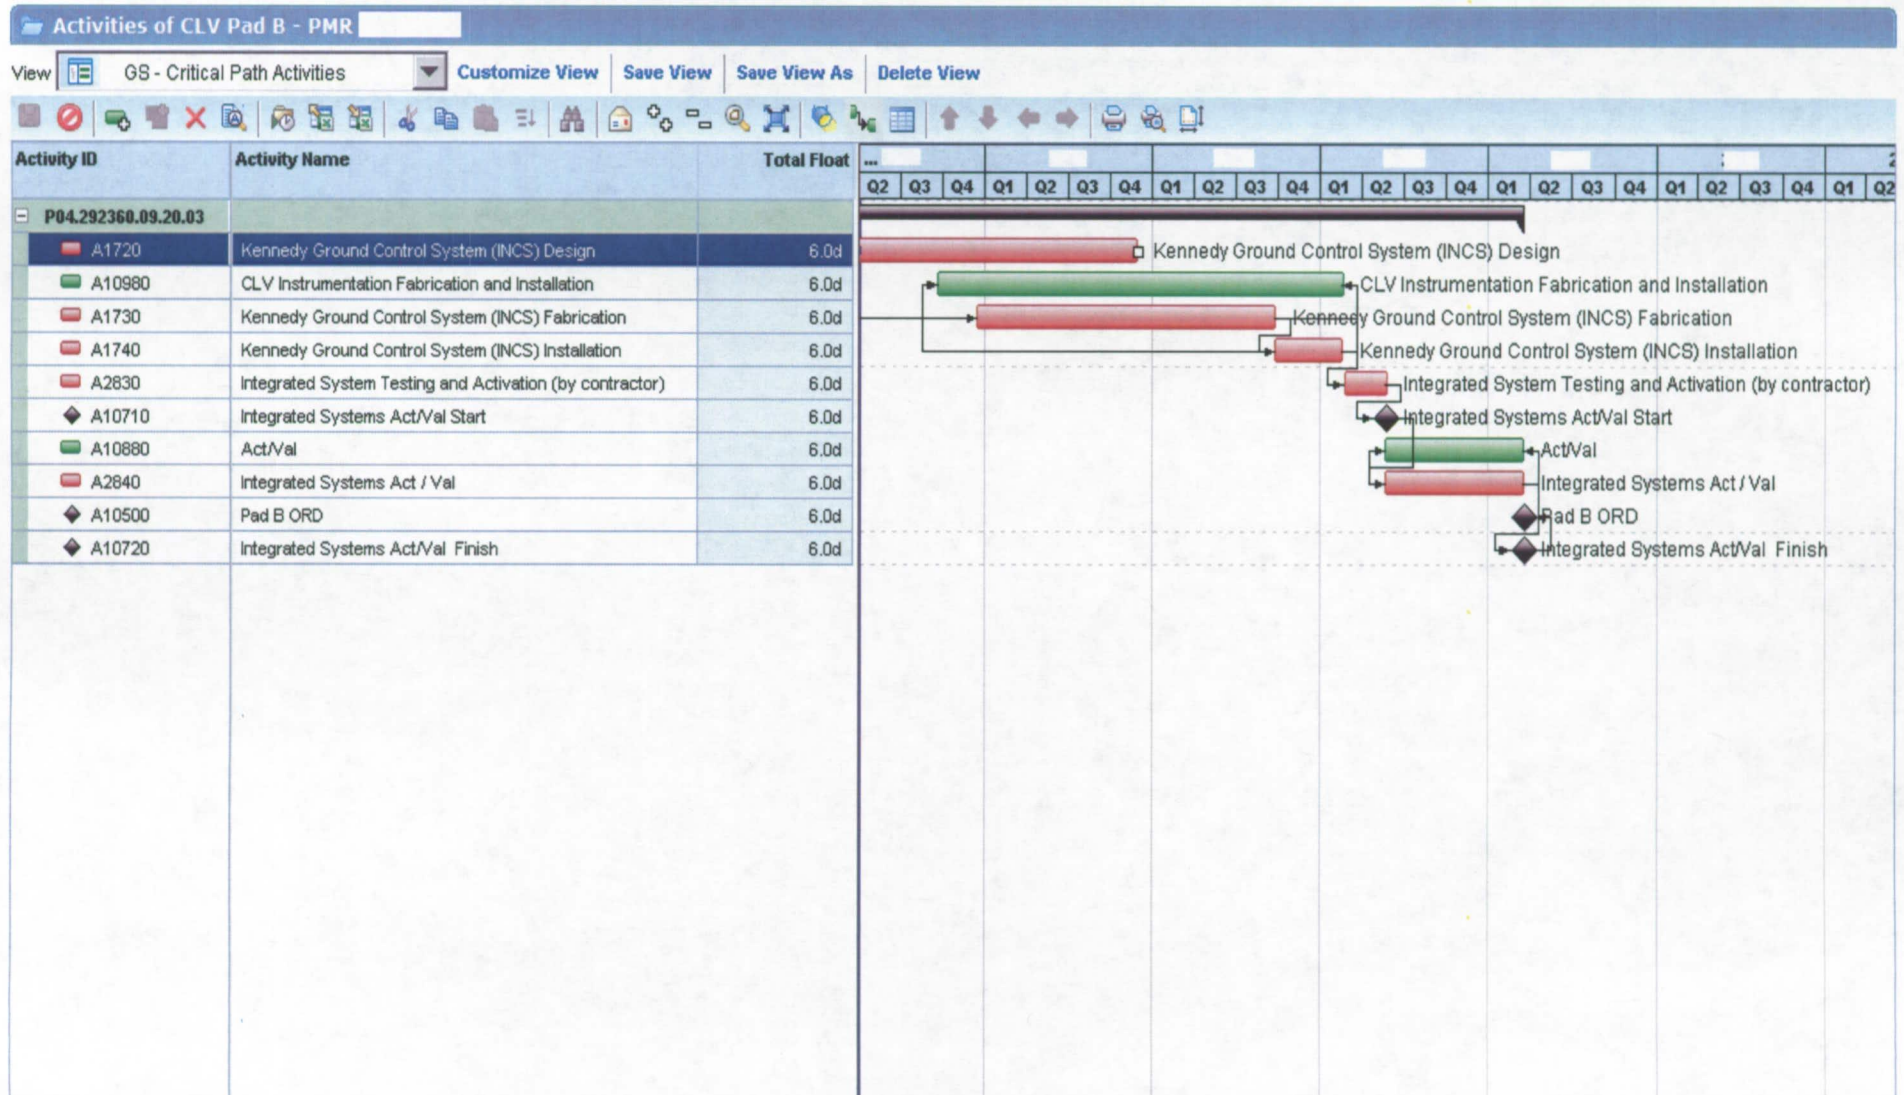 Activities of CLV Pad B - PMR
View GS - Critical Path Activities Customize View Save View Save View As Delete View
Activity ID Activity Name Total Float ...
Q2 Q3 Q4 Q1 Q2 Q3 Q4 Q1 Q2 Q3 Q4 Q1 Q2 Q3 Q4 Q1 Q2 Q3 Q4 Q1 Q2 Q3 Q4 Q1 Q2
P04.292360.09.20.03
A1720 Kennedy Ground Control System (INCS) Design 6.0d Kennedy Ground Control System (INCS) Design
A10980 CLV Instrumentation Fabrication and Installation 6.0d CLV Instrumentation Fabrication and Installation
A1730 Kennedy Ground Control System (INCS) Fabrication 6.0d Kennedy Ground Control System (INCS) Fabrication
A1740 Kennedy Ground Control System (INCS) Installation 6.0d Kennedy Ground Control System (INCS) Installation
A2830 Integrated System Testing and Activation (by contractor) 6.0d Integrated System Testing and Activation (by contractor)
A10710 Integrated Systems Act/Val Start 6.0d Integrated Systems Act/Val Start
A10880 Act/Val 6.0d Act/Val
A2840 Integrated Systems Act / Val 6.0d Integrated Systems Act / Val
A10500 Pad B ORD 6.0d Pad B ORD
A10720 Integrated Systems Act/Val Finish 6.0d Integrated Systems Act/Val Finish